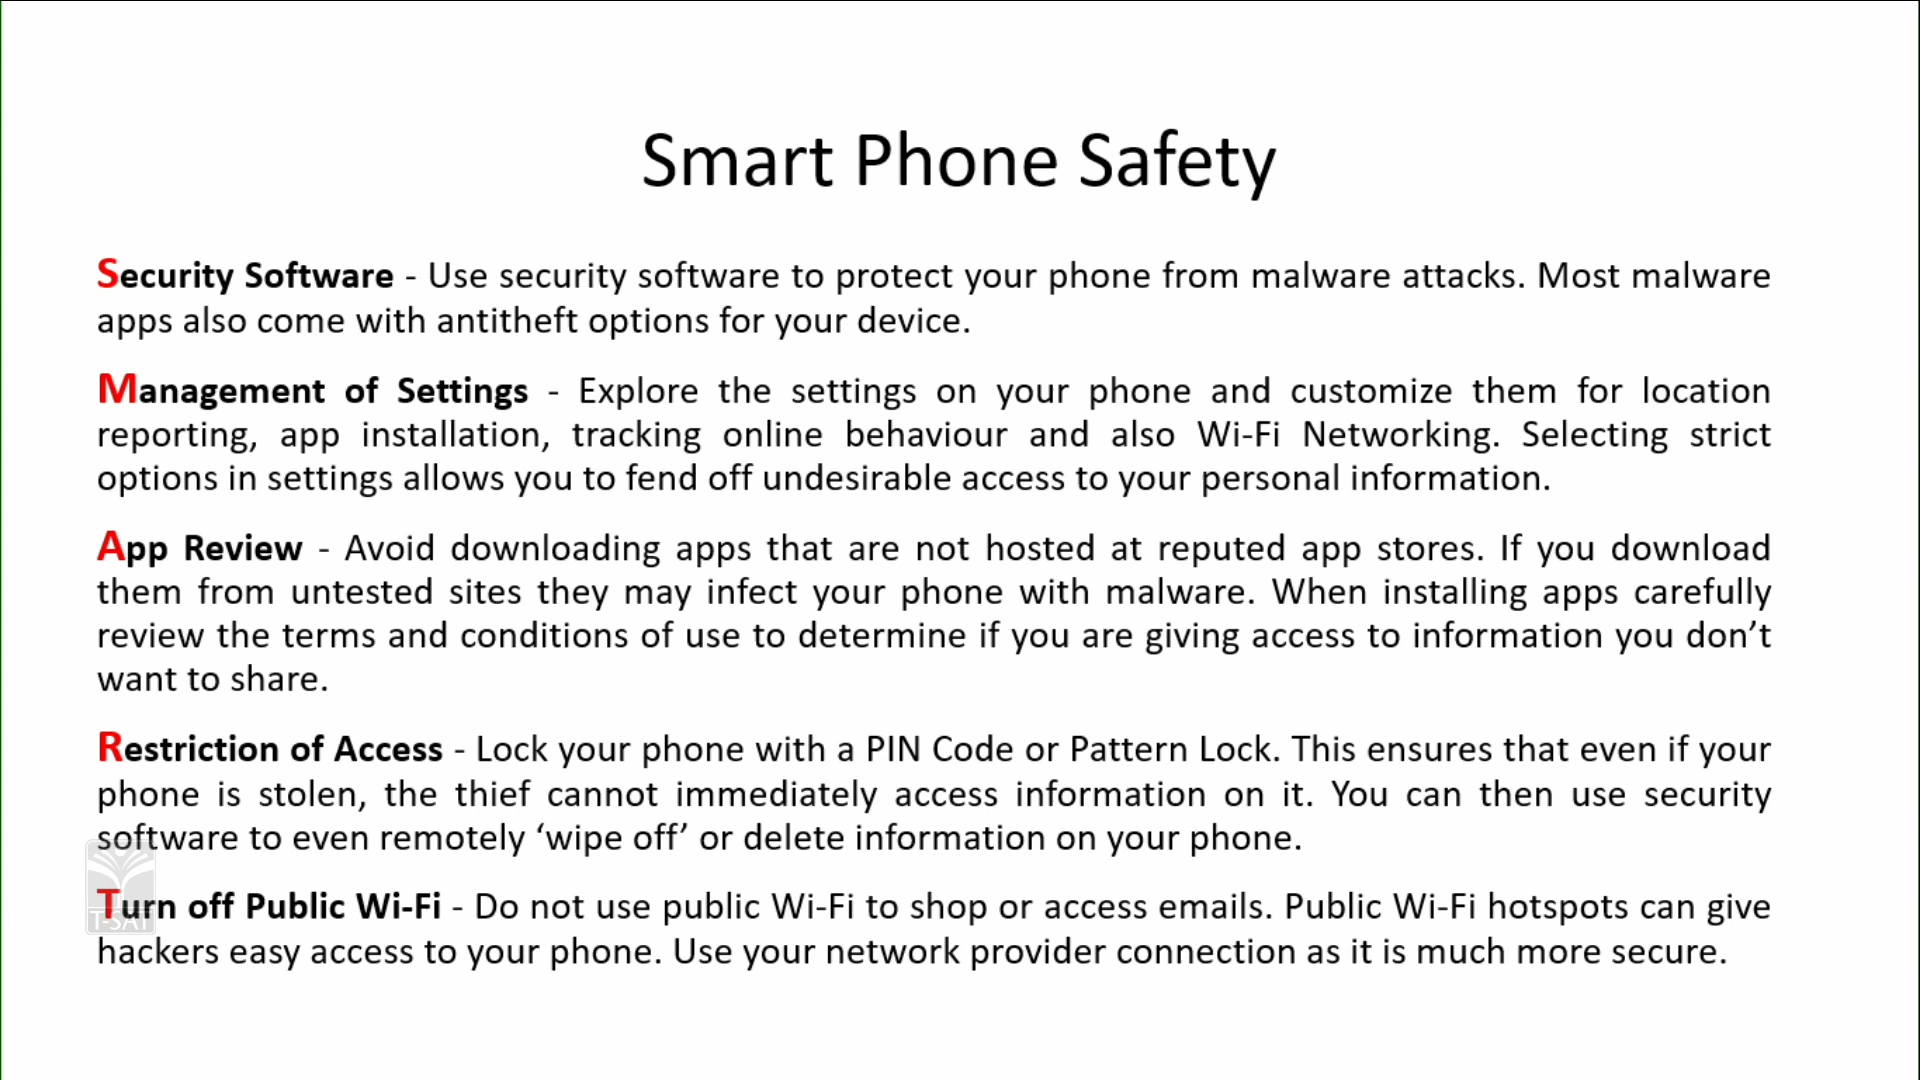 Smart Phone Safety
Security Software - Use security software to protect your phone from malware attacks. Most malware
apps also come with antitheft options for your device.
Management of Settings - Explore the settings on your phone and customize them for location
reporting, app installation, tracking online behaviour and also Wi-Fi Networking. Selecting strict
options in settings allows you to fend off undesirable access to your personal information.
App Review - Avoid downloading apps that are not hosted at reputed app stores. If you download
them from untested sites they may infect your phone with malware. When installing apps carefully
review the terms and conditions of use to determine if you are giving access to information you don’t
want to share.
Restriction of Access - Lock your phone with a PIN Code or Pattern Lock. This ensures that even if your
phone is stolen, the thief cannot immediately access information on it. You can then use security
software to even remotely ‘wipe off’ or delete information on your phone.
Turn off Public Wi-Fi - Do not use public Wi-Fi to shop or access emails. Public Wi-Fi hotspots can give
T-SAT
hackers easy access to your phone. Use your network provider connection as it is much more secure.